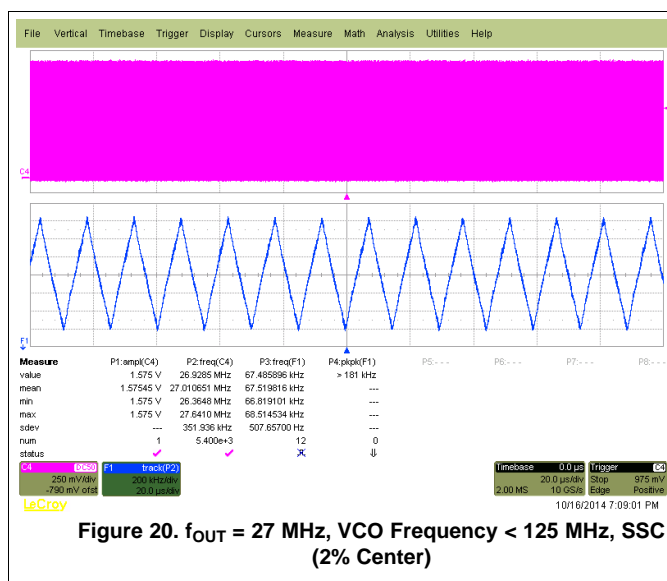 File Vertical Timebase Trigger Display Cursors Measure Math Analysis Utilities Help
C4
F1
Measure P1:ampl(C4) P2:freq(C4) P3:freq(F1) P4:pkpk(F1) P5:- - - P6:- - - P7:- - - P8:- - -
value 1.575 V 26.9285 MHz 67.485896 kHz > 181 kHz
mean 1.57545 V 27.010651 MHz 67.519816 kHz ---
min 1.575 V 26.3648 MHz 66.819101 kHz ---
max 1.575 V 27.6410 MHz 68.514534 kHz ---
sdev --- 351.936 kHz 507.65700 Hz ---
num 1 5.400e+3 12 0
status
C4 DC50 F1 track(P2) Timebase 0.0 µs Trigger C4
250 mV/div 200 kHz/div 20.0 µs/div Stop 975 mV
-790 mV ofst 20.0 µs/div 2.00 MS 10 GS/s Edge Positive
LeCroy 10/16/2014 7:09:01 PM
Figure 20. fOUT = 27 MHz, VCO Frequency < 125 MHz, SSC
(2% Center)